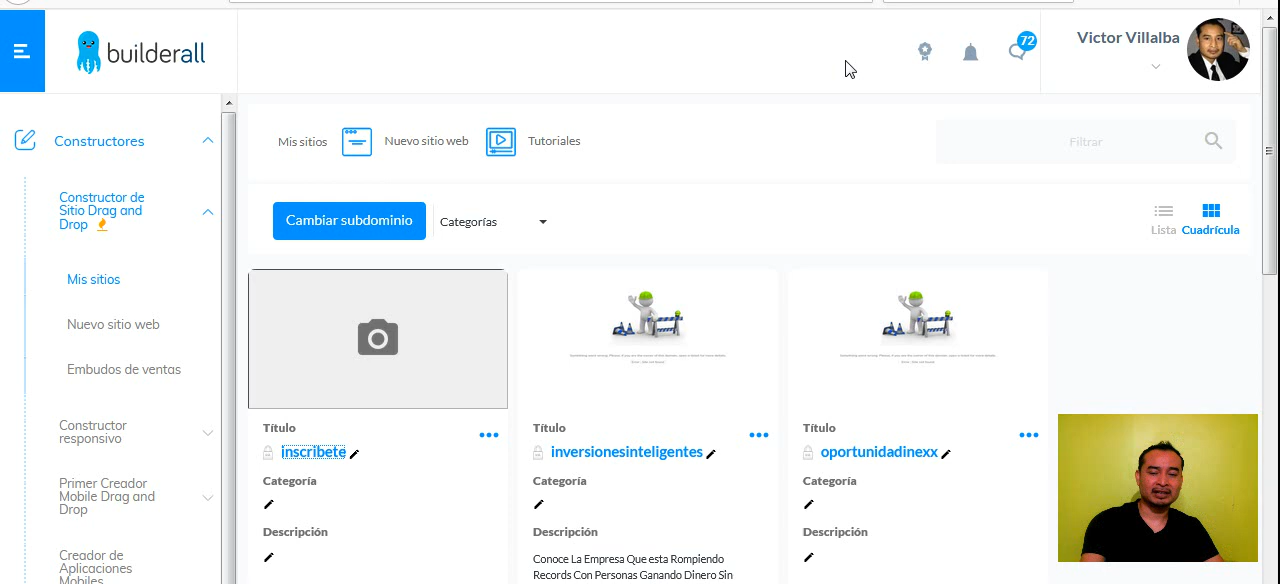 builderall
72
Victor Villalba
Constructores
Constructor de
Sitio Drag and
Drop
Mis sitios
Nuevo sitio web
Embudos de ventas
Constructor
responsivo
Primer Creador
Mobile Drag and
Drop
Creador de
Aplicaciones
Mobiles
Mis sitios
Nuevo sitio web
Tutoriales
Filtrar
Cambiar subdominio
Categorías
Lista
Cuadrícula
Título
inscribete
Categoría
Descripción
Título
inversionesinteligentes
Categoría
Descripción
Conoce La Empresa Que esta Rompiendo
Records Con Personas Ganando Dinero Sin
Título
oportunidadinexx
Categoría
Descripción